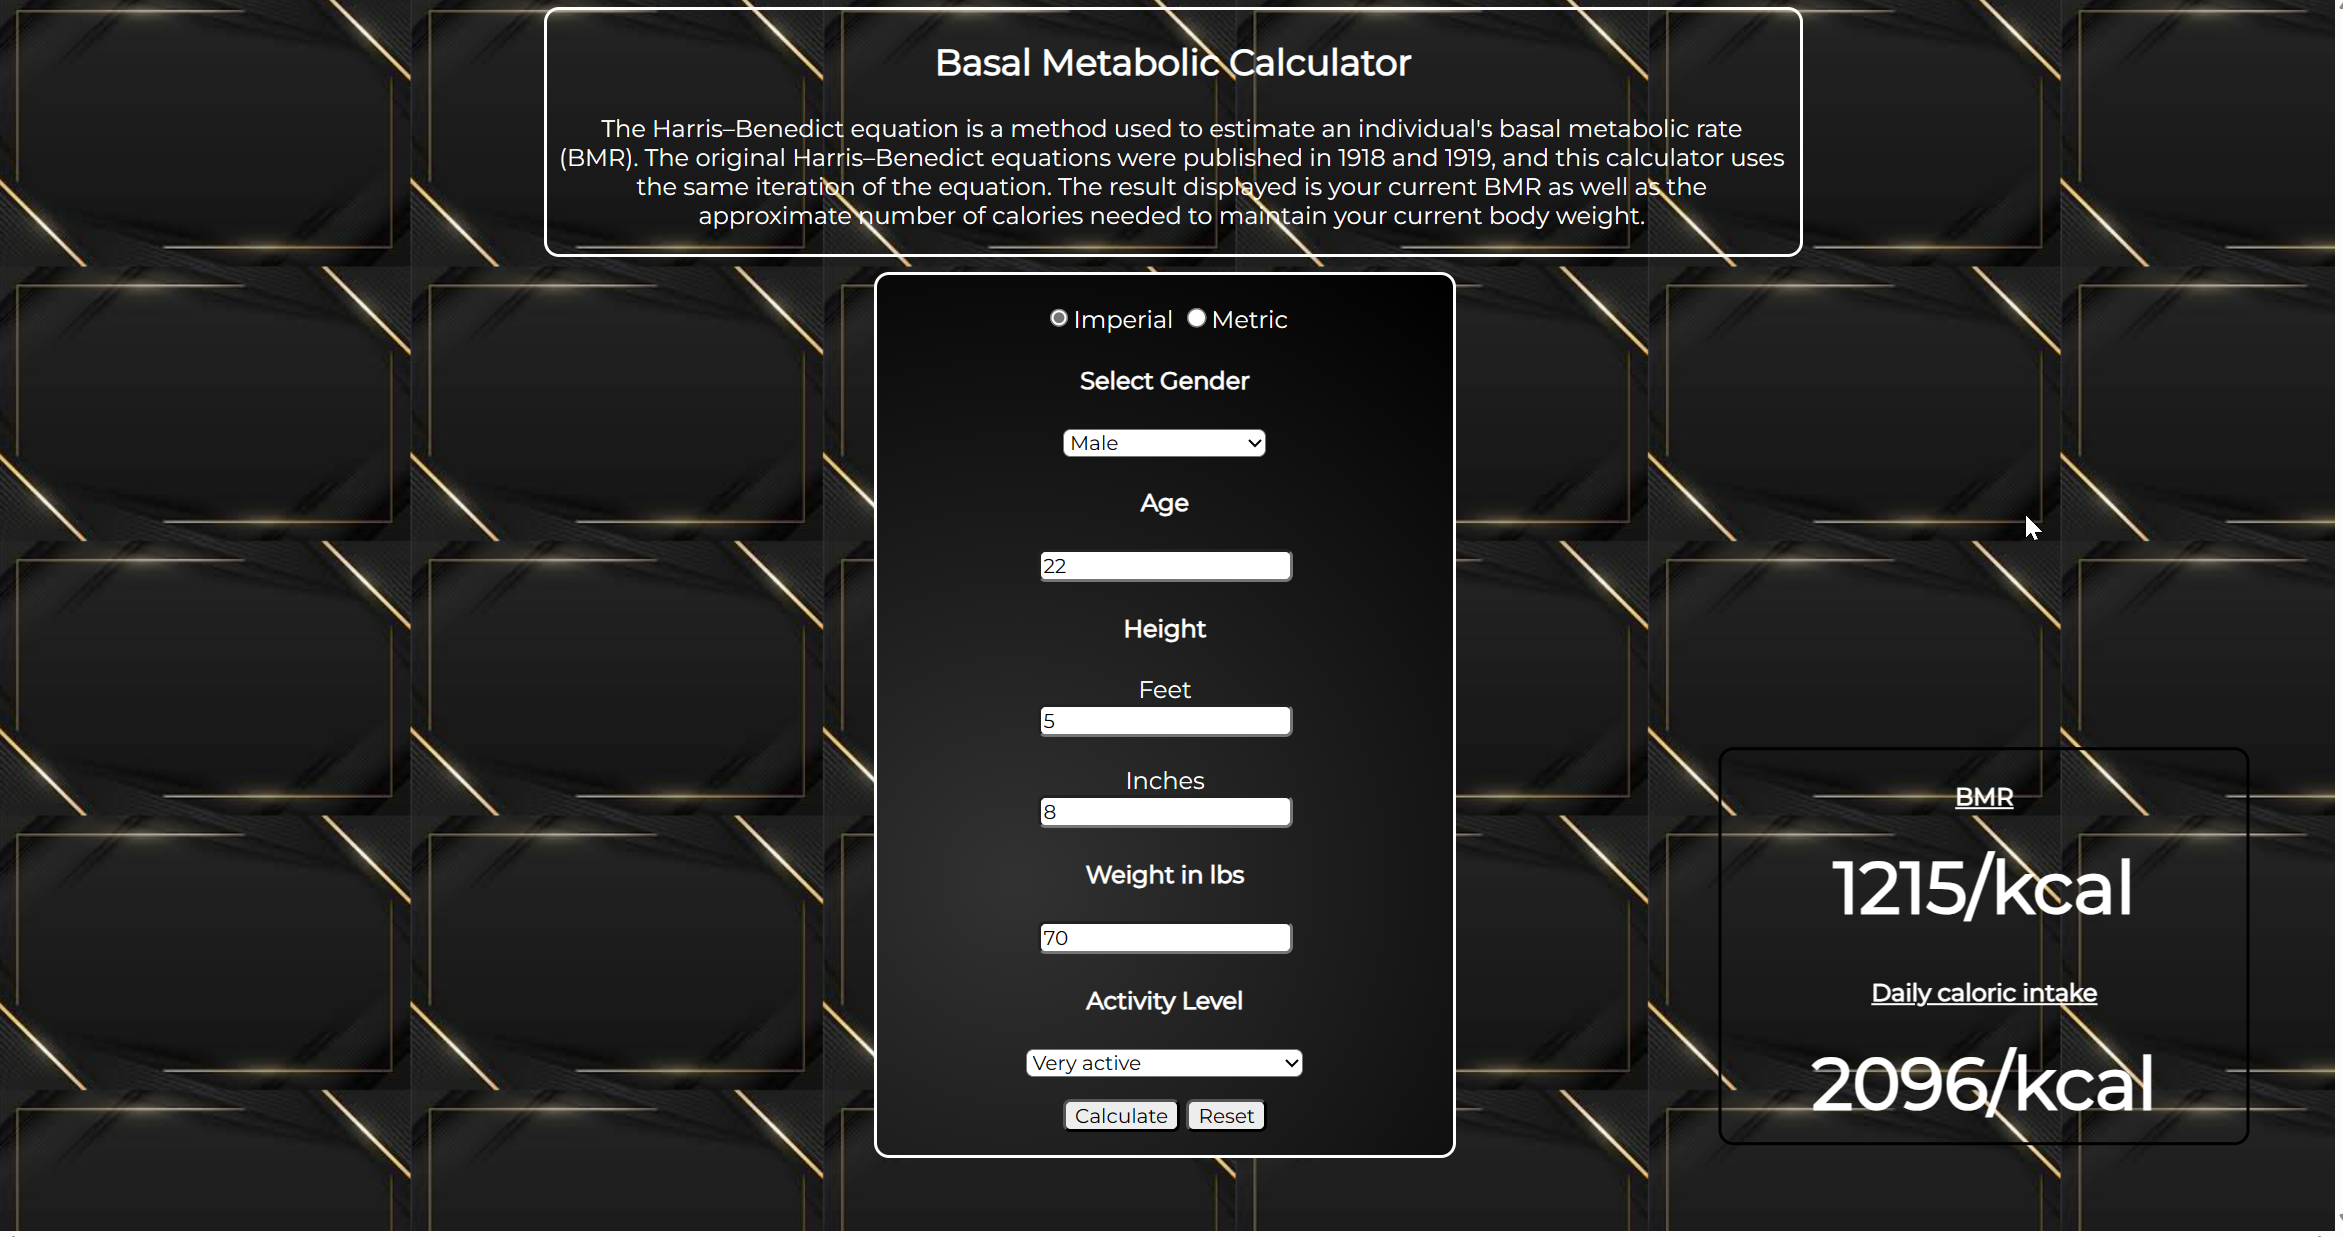 Basal Metabolic Calculator
The Harris–Benedict equation is a method used to estimate an individual's basal metabolic rate
(BMR). The original Harris–Benedict equations were published in 1918 and 1919, and this calculator uses
the same iteration of the equation. The result displayed is your current BMR as well as the
approximate number of calories needed to maintain your current body weight.
Imperial Metric
Select Gender
Male
Age
22
Height
Feet
5
Inches
8
Weight in lbs
70
Activity Level
Very active
Calculate Reset
BMR
1215/kcal
Daily caloric intake
2096/kcal